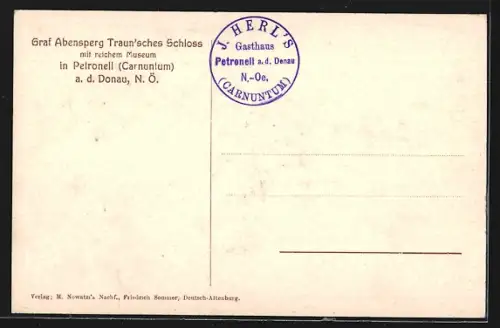 Graf Abensperg Traun'sches Schloss
mit reichem Museum
in Petronell (Carnuntum)
a. d. Donau, N. Ö.
J. HERL'S
Gasthaus
Petronell a. d. Donau
N.-Oe.
(CARNUNTUM)
Verlag: M. Nowatzi's Nachf., Friedrich Sommer, Deutsch-Altenburg.